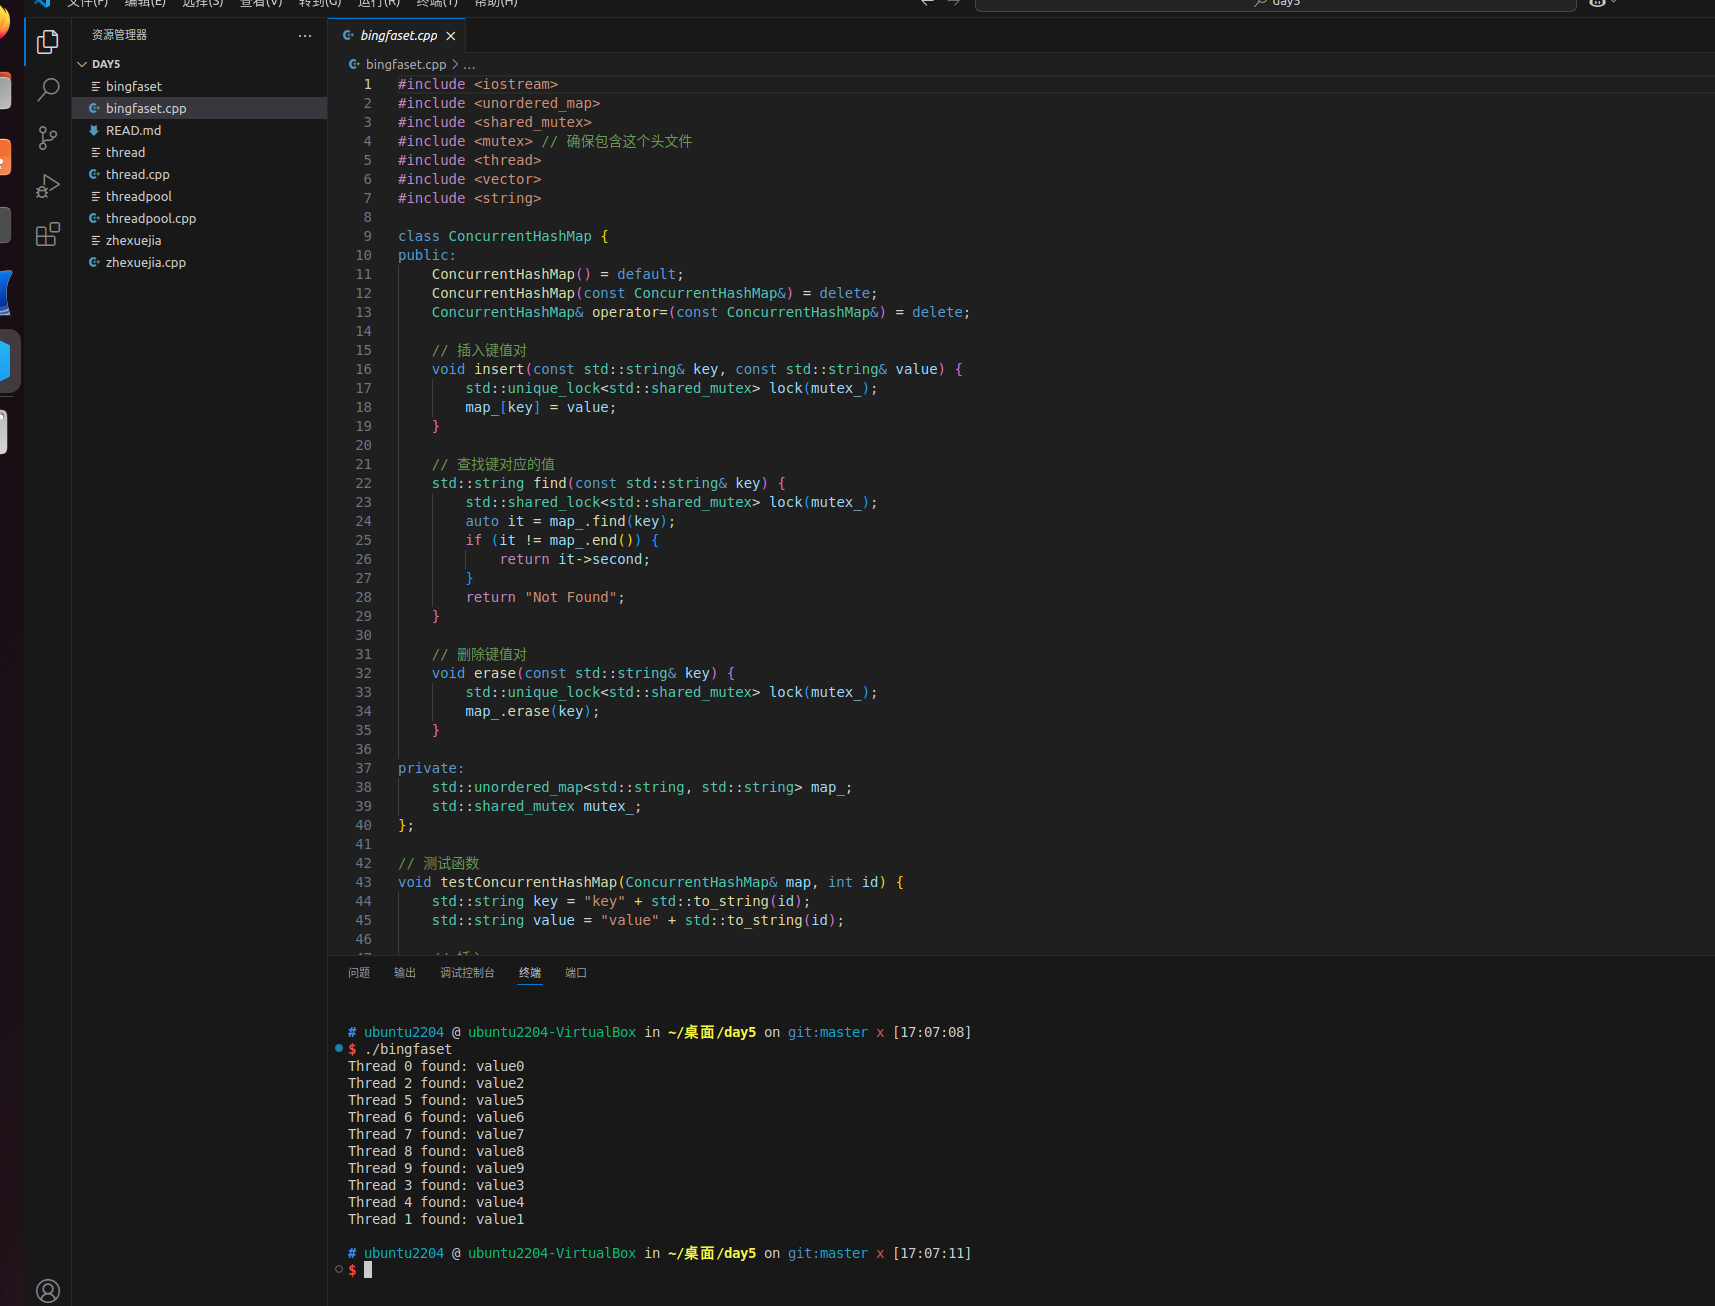 文件(F) 编辑(E) 选择(S) 查看(V) 转到(G) 运行(R) 终端(T) 帮助(H)
day5
资源管理器
DAY5
bingfaset
bingfaset.cpp
READ.md
thread
thread.cpp
threadpool
threadpool.cpp
zhexuejia
zhexuejia.cpp
bingfaset.cpp
bingfaset.cpp > ...
1 #include <iostream>
2 #include <unordered_map>
3 #include <shared_mutex>
4 #include <mutex> // 确保包含这个头文件
5 #include <thread>
6 #include <vector>
7 #include <string>
8
9 class ConcurrentHashMap {
10 public:
11     ConcurrentHashMap() = default;
12     ConcurrentHashMap(const ConcurrentHashMap&) = delete;
13     ConcurrentHashMap& operator=(const ConcurrentHashMap&) = delete;
14
15     // 插入键值对
16     void insert(const std::string& key, const std::string& value) {
17         std::unique_lock<std::shared_mutex> lock(mutex_);
18         map_[key] = value;
19     }
20
21     // 查找键对应的值
22     std::string find(const std::string& key) {
23         std::shared_lock<std::shared_mutex> lock(mutex_);
24         auto it = map_.find(key);
25         if (it != map_.end()) {
26             return it->second;
27         }
28         return "Not Found";
29     }
30
31     // 删除键值对
32     void erase(const std::string& key) {
33         std::unique_lock<std::shared_mutex> lock(mutex_);
34         map_.erase(key);
35     }
36
37 private:
38     std::unordered_map<std::string, std::string> map_;
39     std::shared_mutex mutex_;
40 };
41
42 // 测试函数
43 void testConcurrentHashMap(ConcurrentHashMap& map, int id) {
44     std::string key = "key" + std::to_string(id);
45     std::string value = "value" + std::to_string(id);
46
问题 输出 调试控制台 终端 端口
# ubuntu2204 @ ubuntu2204-VirtualBox in ~/桌面/day5 on git:master x [17:07:08]
$ ./bingfaset
Thread 0 found: value0
Thread 2 found: value2
Thread 5 found: value5
Thread 6 found: value6
Thread 7 found: value7
Thread 8 found: value8
Thread 9 found: value9
Thread 3 found: value3
Thread 4 found: value4
Thread 1 found: value1
# ubuntu2204 @ ubuntu2204-VirtualBox in ~/桌面/day5 on git:master x [17:07:11]
$